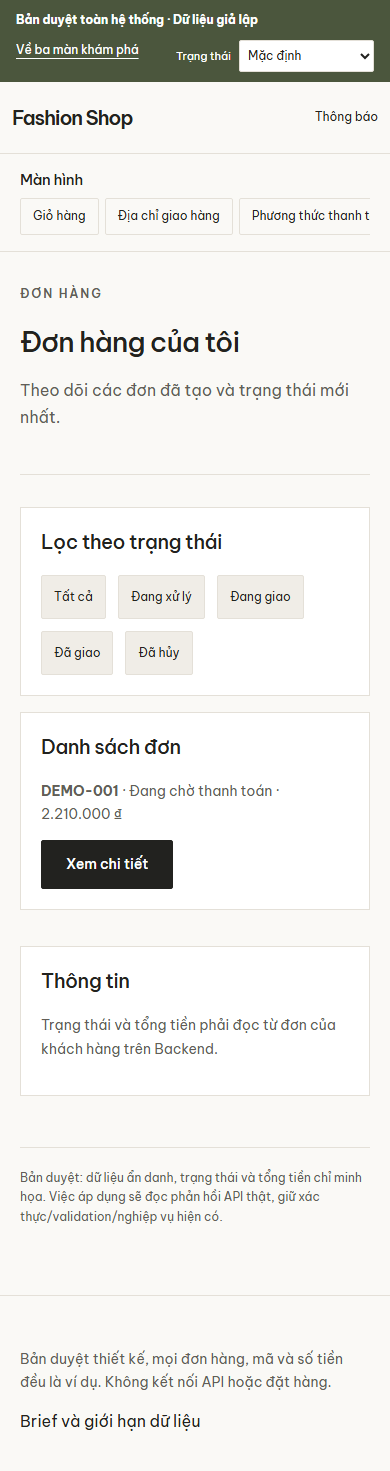 Bản duyệt toàn hệ thống · Dữ liệu giả lập
Về ba màn khám phá
Trạng thái
Mặc định
Fashion Shop
Thông báo
Màn hình
Giỏ hàng
Địa chỉ giao hàng
Phương thức thanh t
ĐƠN HÀNG
Đơn hàng của tôi
Theo dõi các đơn đã tạo và trạng thái mới
nhất.
Lọc theo trạng thái
Tất cả
Đang xử lý
Đang giao
Đã giao
Đã hủy
Danh sách đơn
DEMO-001 · Đang chờ thanh toán ·
2.210.000 ₫
Xem chi tiết
Thông tin
Trạng thái và tổng tiền phải đọc từ đơn của
khách hàng trên Backend.
Bản duyệt: dữ liệu ẩn danh, trạng thái và tổng tiền chỉ minh
họa. Việc áp dụng sẽ đọc phản hồi API thật, giữ xác
thực/validation/nghiệp vụ hiện có.
Bản duyệt thiết kế, mọi đơn hàng, mã và số tiền
đều là ví dụ. Không kết nối API hoặc đặt hàng.
Brief và giới hạn dữ liệu